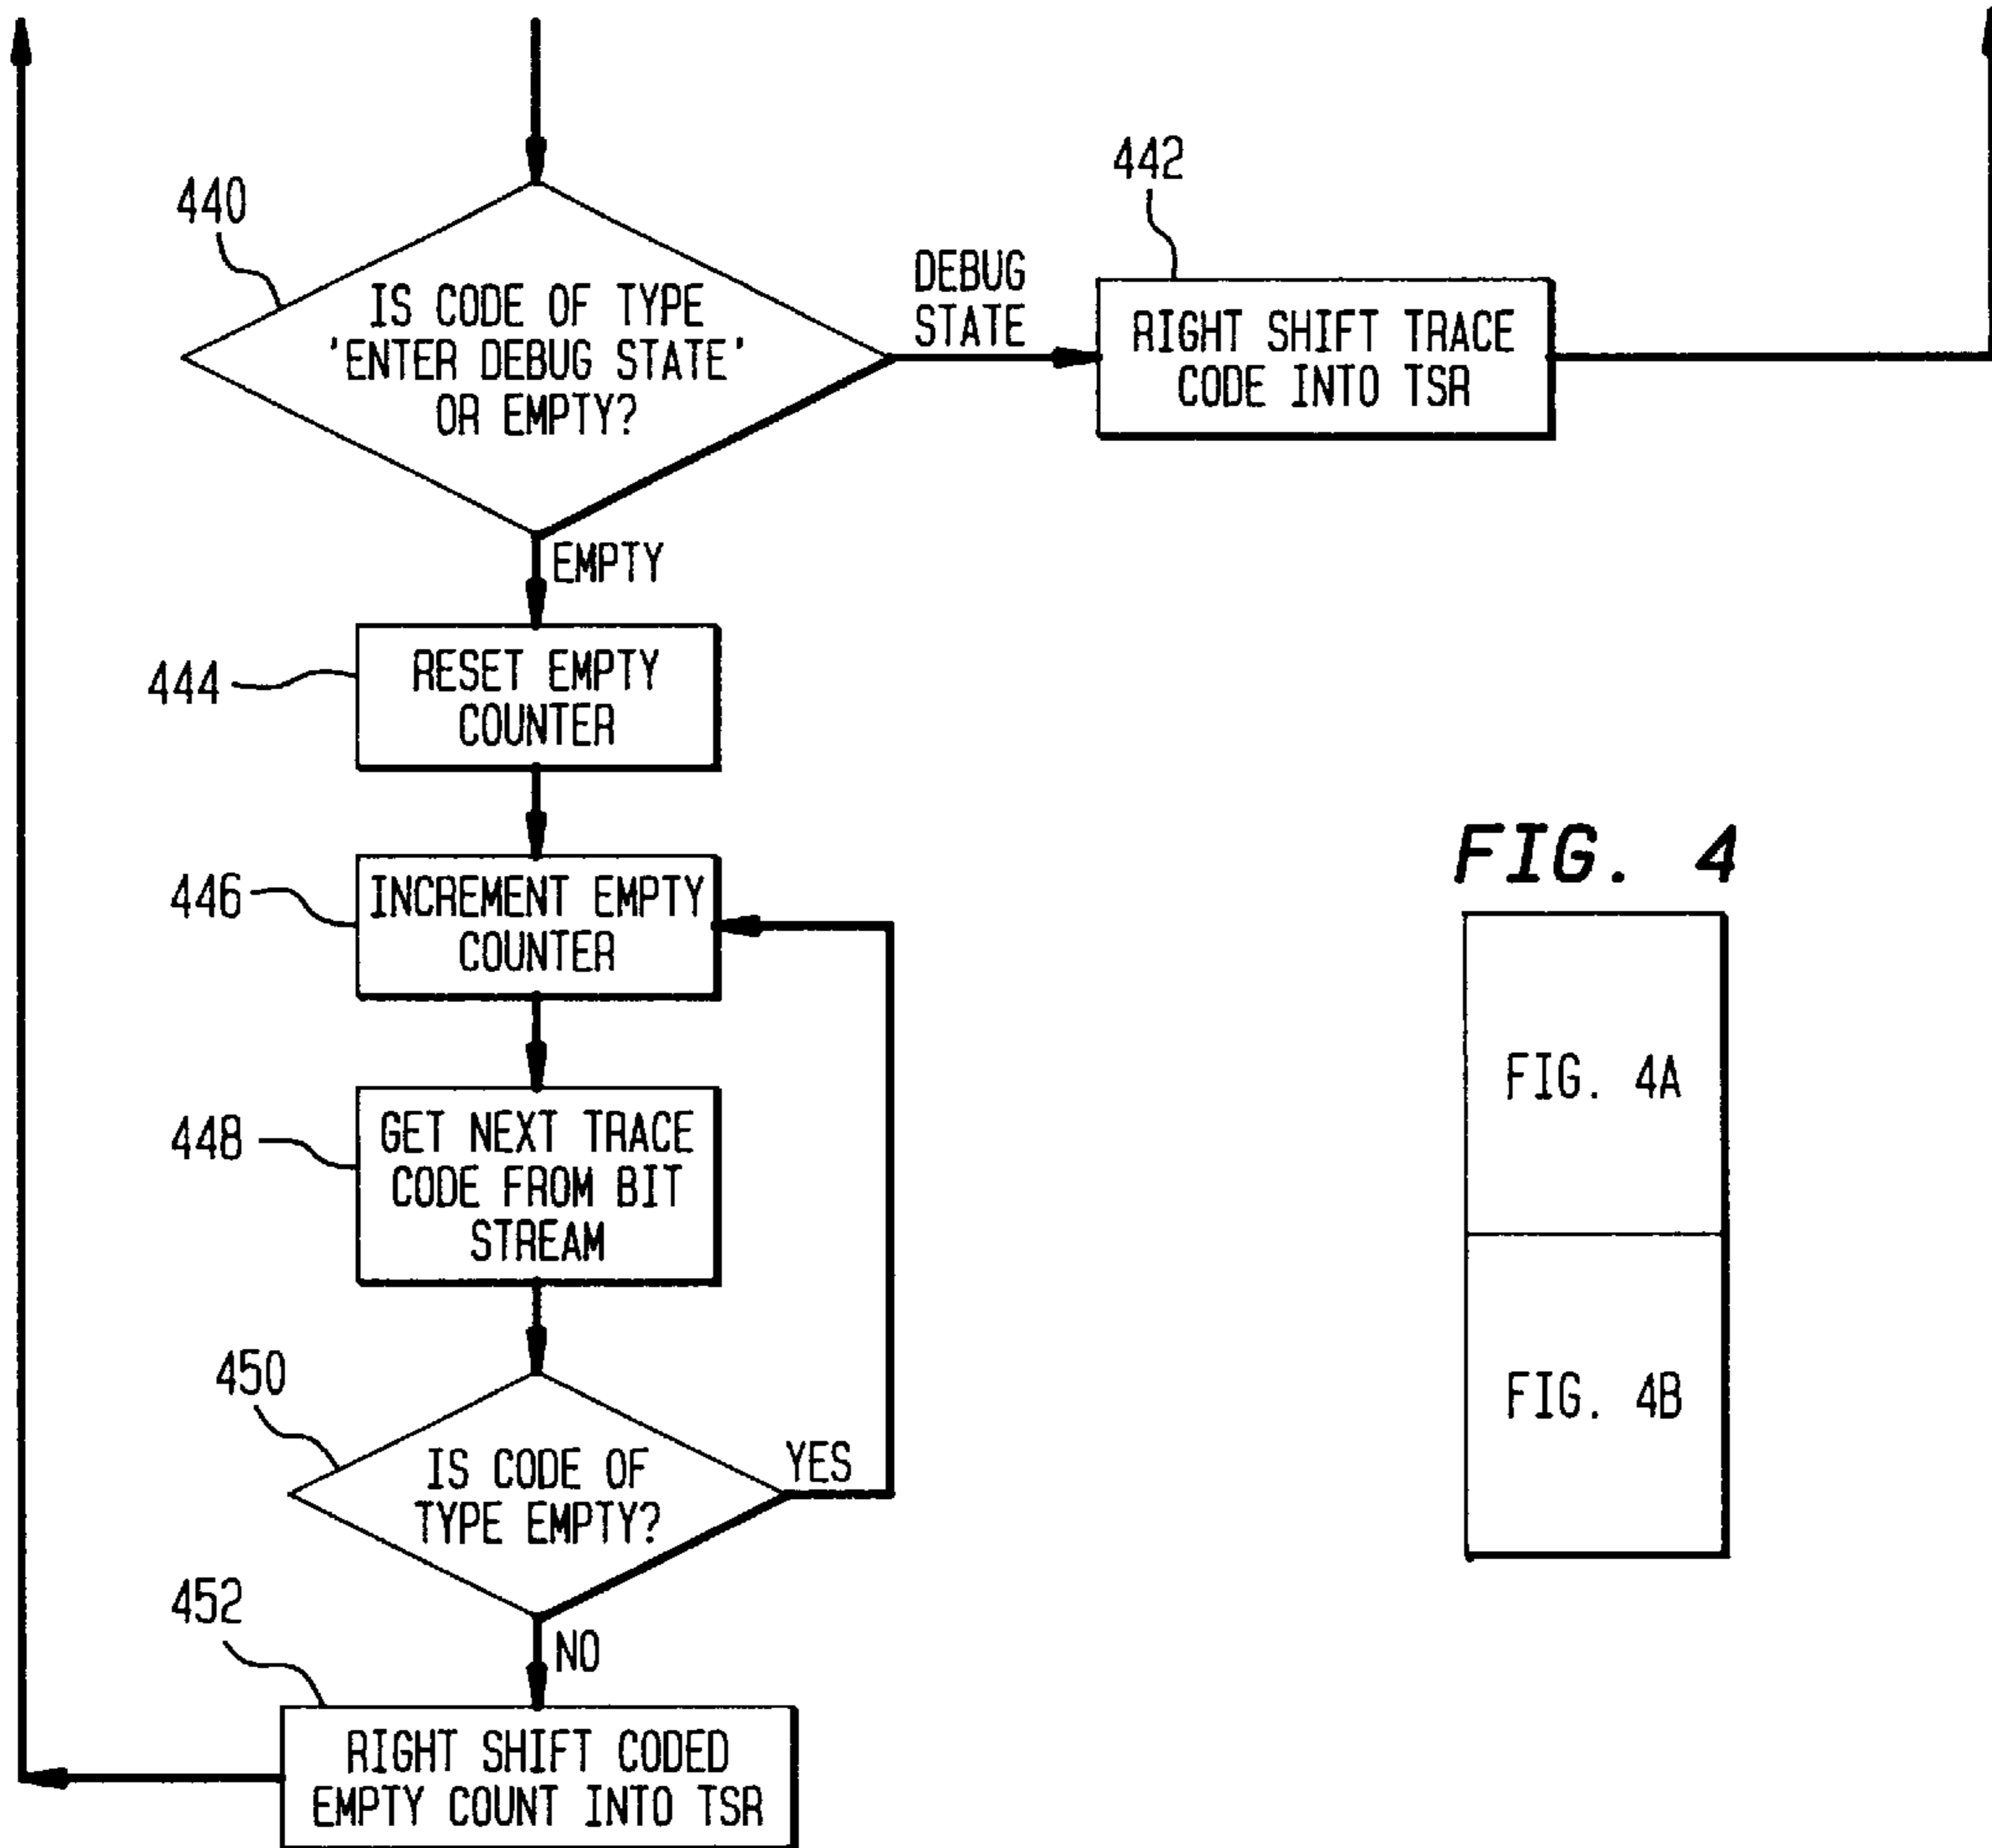 440
IS CODE OF TYPE
'ENTER DEBUG STATE'
OR EMPTY?
DEBUG
STATE
442
RIGHT SHIFT TRACE
CODE INTO TSR
EMPTY
444
RESET EMPTY
COUNTER
446
INCREMENT EMPTY
COUNTER
448
GET NEXT TRACE
CODE FROM BIT
STREAM
450
IS CODE OF
TYPE EMPTY?
YES
NO
452
RIGHT SHIFT CODED
EMPTY COUNT INTO TSR
FIG. 4
FIG. 4A
FIG. 4B